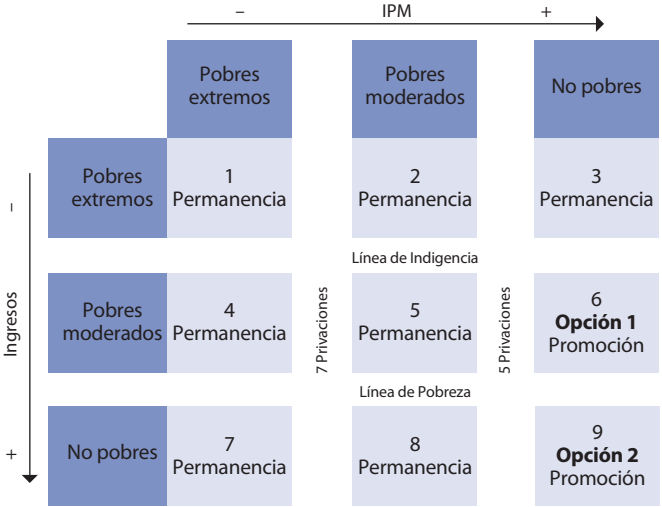 – IPM +
Pobres
extremos
Pobres
moderados
No pobres
Pobres
extremos
1
Permanencia
2
Permanencia
3
Permanencia
–
Línea de Indigencia
Ingresos
Pobres
moderados
4
Permanencia
7 Privaciones
5
Permanencia
5 Privaciones
6
Opción 1
Promoción
Línea de Pobreza
+
No pobres
7
Permanencia
8
Permanencia
9
Opción 2
Promoción